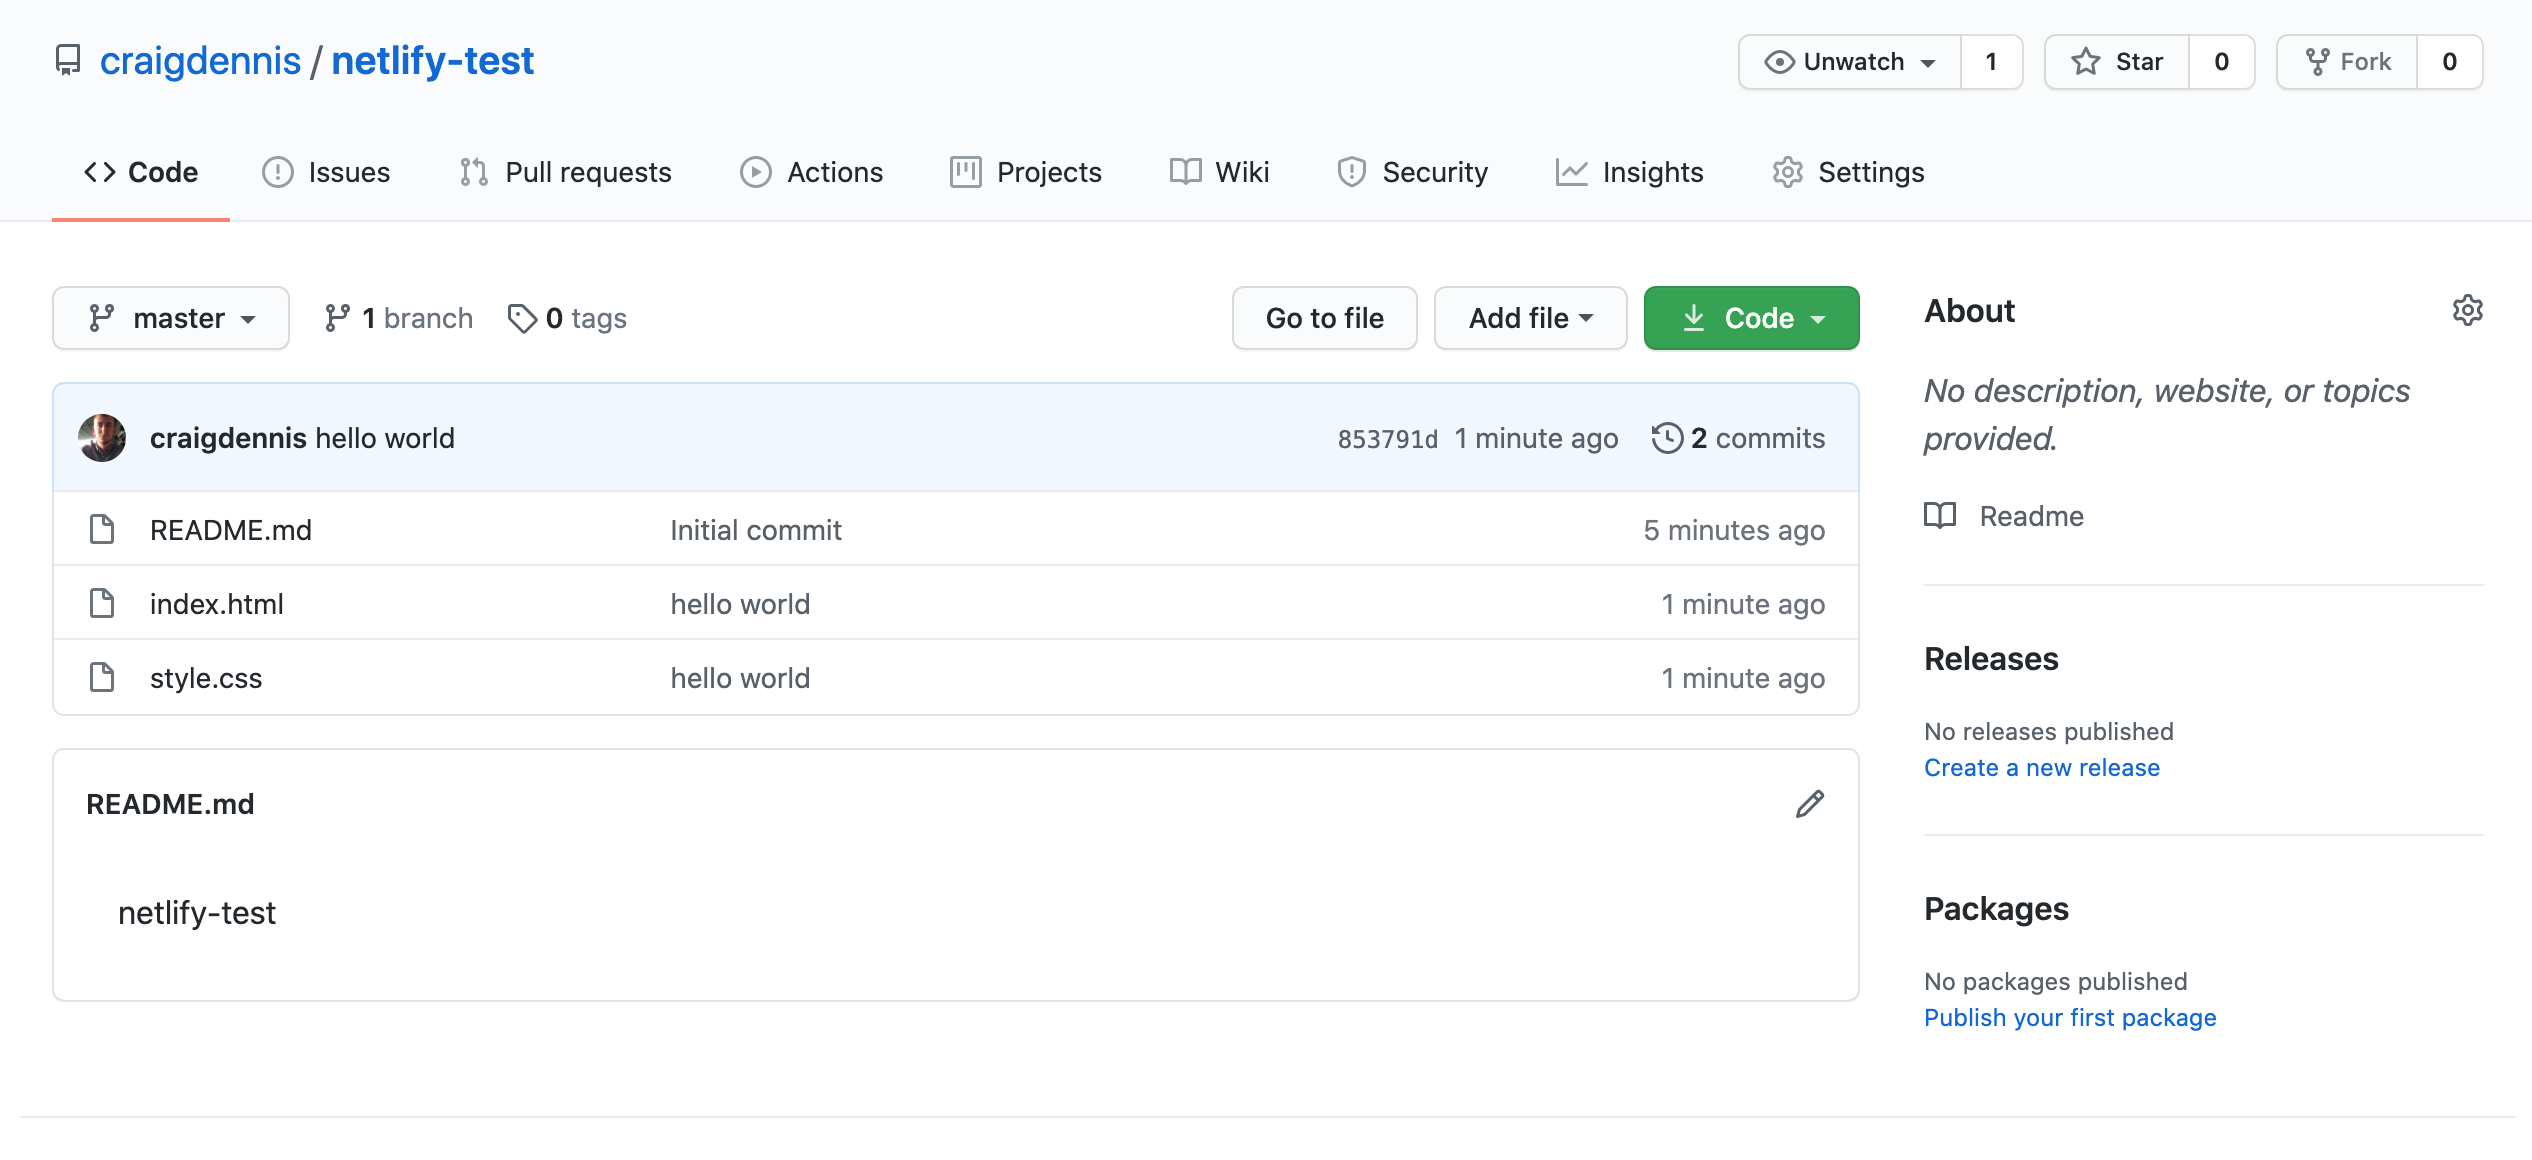 craigdennis / netlify-test
Unwatch 1 Star 0 Fork 0
Code Issues Pull requests Actions Projects Wiki Security Insights Settings
master 1 branch 0 tags Go to file Add file Code
craigdennis hello world 853791d 1 minute ago 2 commits
README.md Initial commit 5 minutes ago
index.html hello world 1 minute ago
style.css hello world 1 minute ago
README.md
netlify-test
About
No description, website, or topics
provided.
Readme
Releases
No releases published
Create a new release
Packages
No packages published
Publish your first package